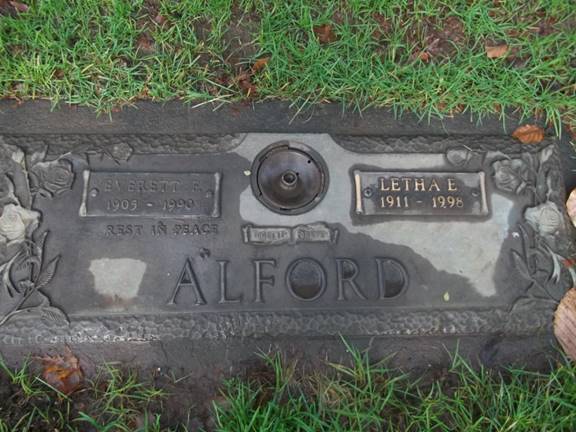 EVERETT F.
1905 - 1990
REST IN PEACE
LETHA E.
1911 - 1998
ALFORD